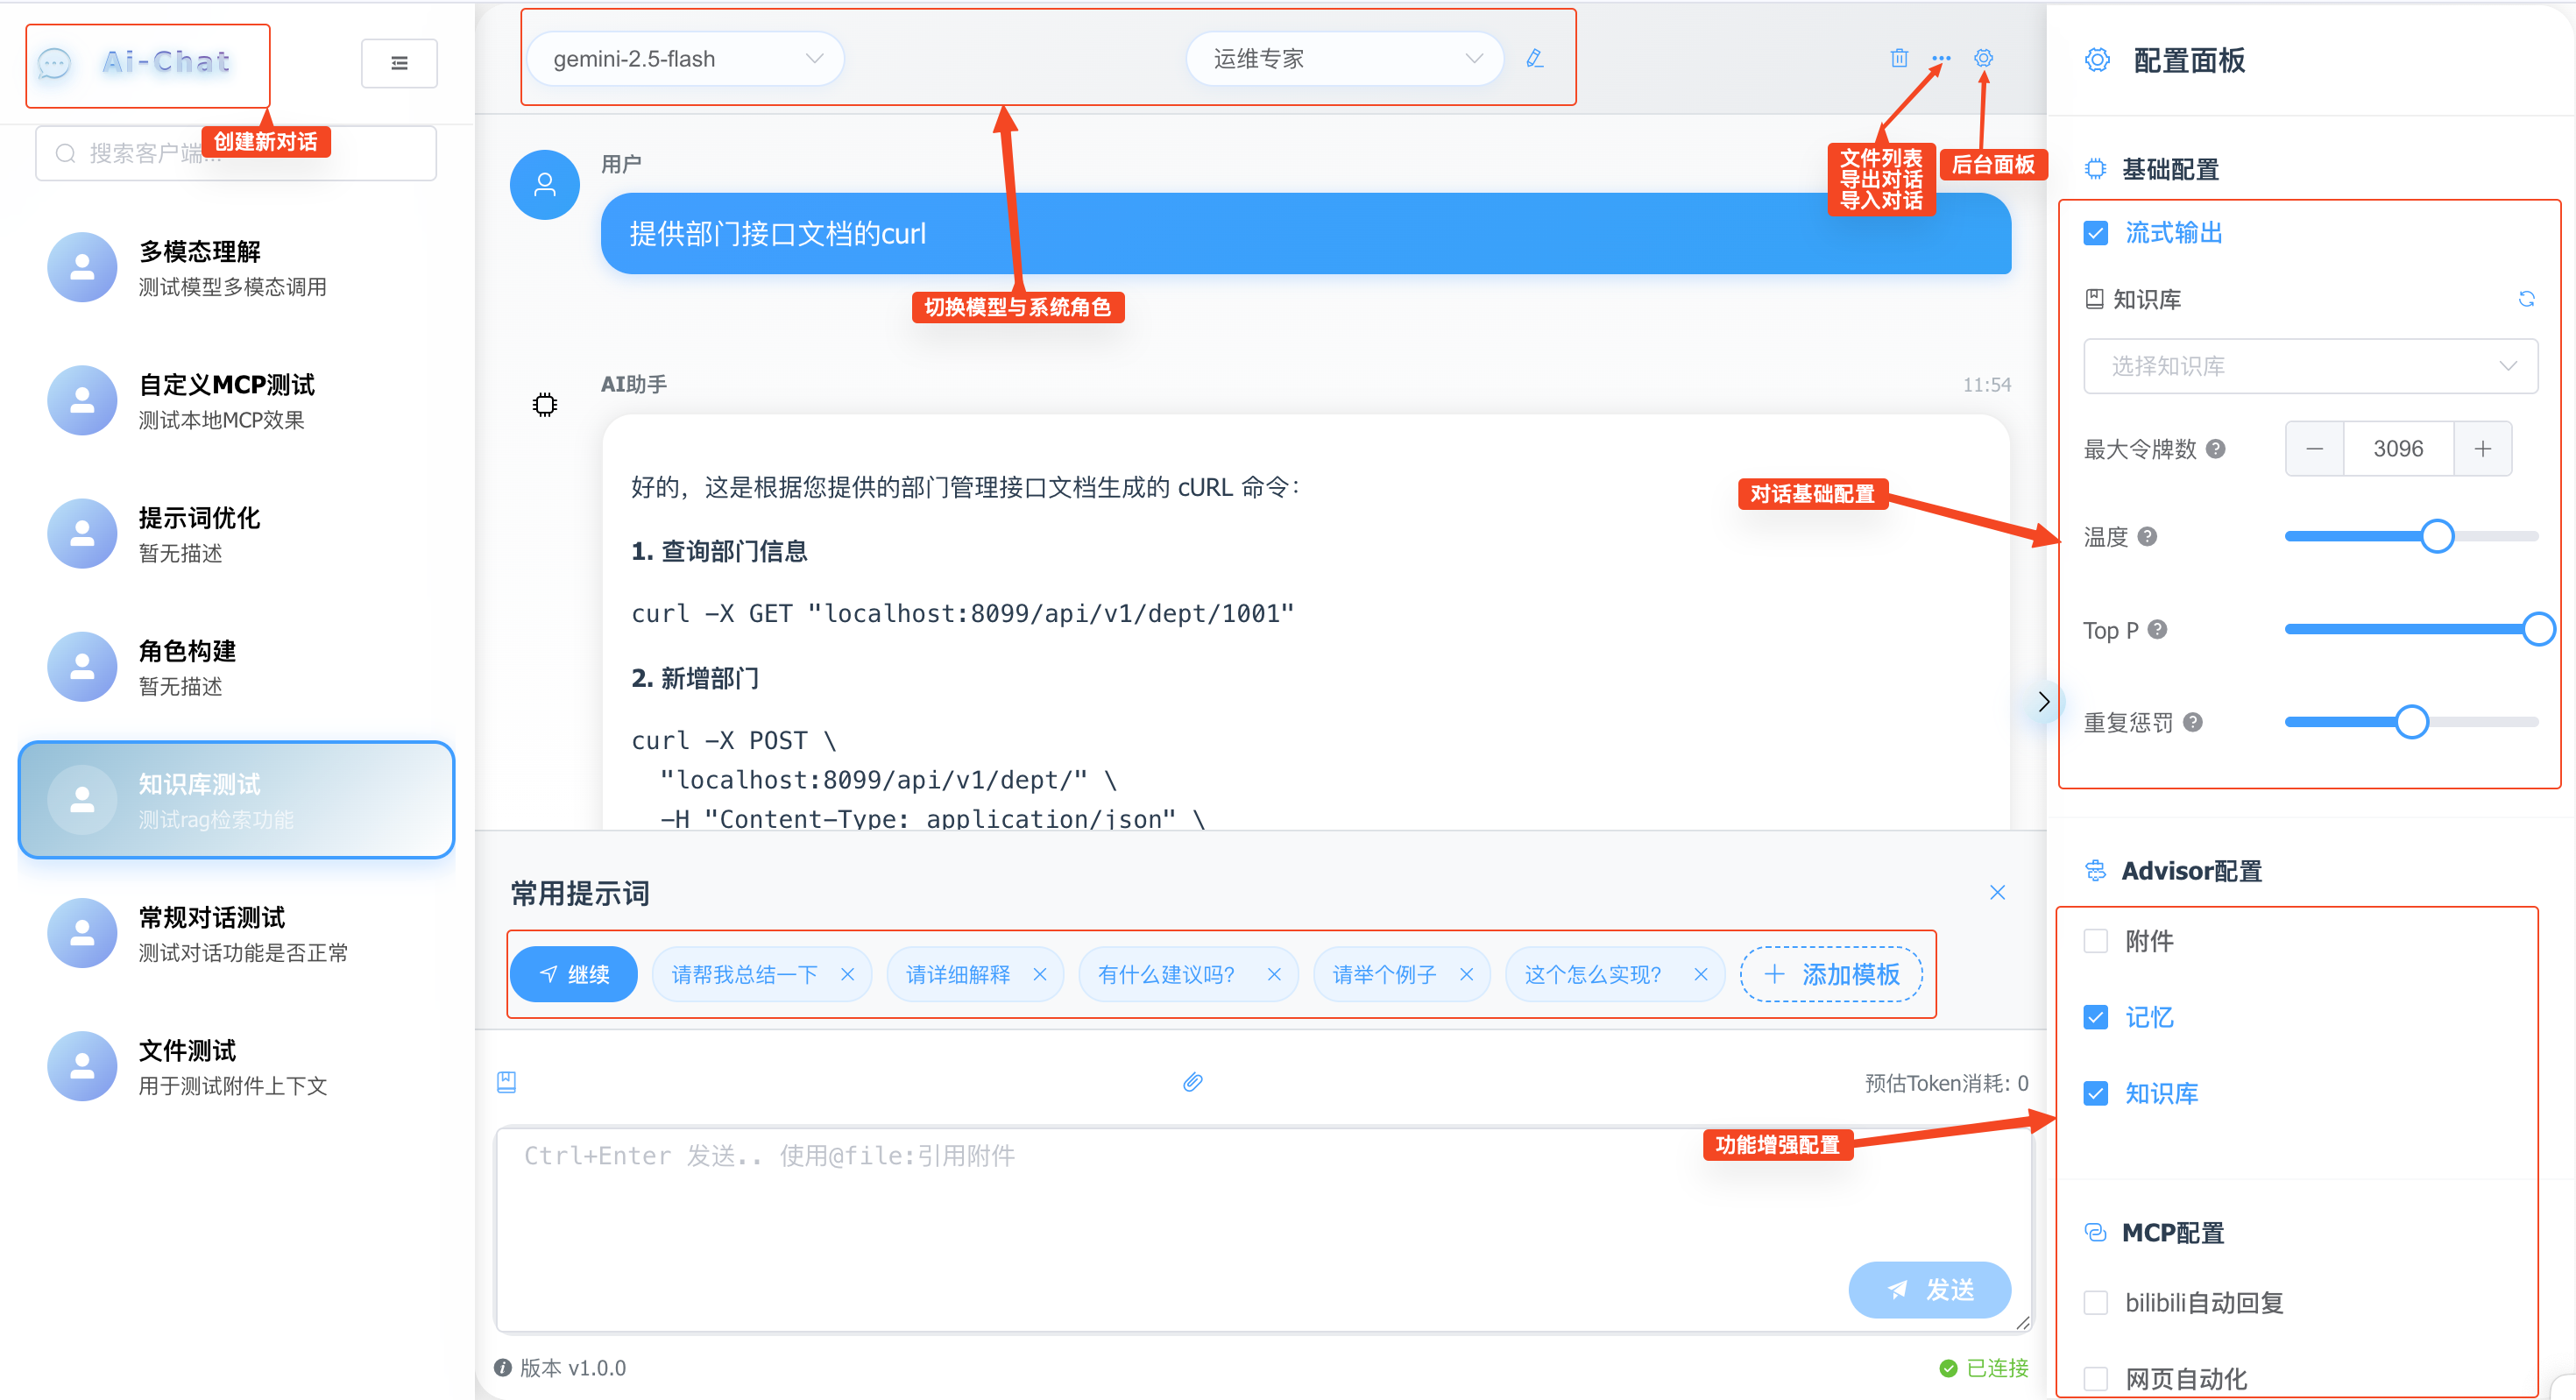 Ai-Chat
创建新对话
搜索客户端...
多模态理解
测试模型多模态调用
自定义MCP测试
测试本地MCP效果
提示词优化
暂无描述
角色构建
暂无描述
知识库测试
测试rag检索功能
常规对话测试
测试对话功能是否正常
文件测试
用于测试附件上下文
gemini-2.5-flash
运维专家
切换模型与系统角色
文件列表
导出对话
导入对话
后台面板
用户
提供部门接口文档的curl
AI助手
11:54
好的，这是根据您提供的部门管理接口文档生成的 cURL 命令：
1. 查询部门信息
curl -X GET "localhost:8099/api/v1/dept/1001"
2. 新增部门
curl -X POST \
"localhost:8099/api/v1/dept/" \
-H "Content-Type: application/json" \
常用提示词
继续
请帮我总结一下
请详细解释
有什么建议吗？
请举个例子
这个怎么实现？
添加模板
预估Token消耗: 0
Ctrl+Enter 发送.. 使用@file:引用附件
发送
版本 v1.0.0
已连接
配置面板
基础配置
流式输出
知识库
选择知识库
最大令牌数
3096
对话基础配置
温度
Top P
重复惩罚
Advisor配置
附件
记忆
知识库
功能增强配置
MCP配置
bilibili自动回复
网页自动化